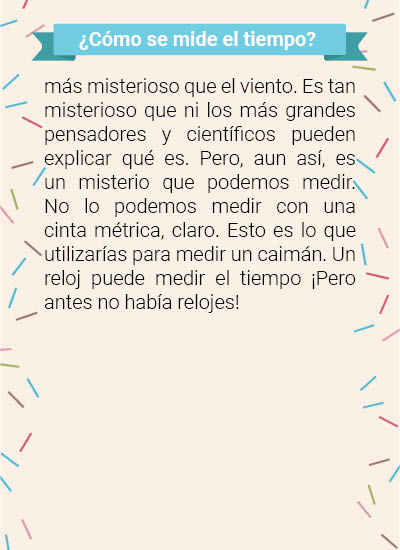 ¿Cómo se mide el tiempo?
más misterioso que el viento. Es tan
misterioso que ni los más grandes
pensadores y científicos pueden
explicar qué es. Pero, aun así, es
un misterio que podemos medir.
No lo podemos medir con una
cinta métrica, claro. Esto es lo que
utilizarías para medir un caimán. Un
reloj puede medir el tiempo ¡Pero
antes no había relojes!